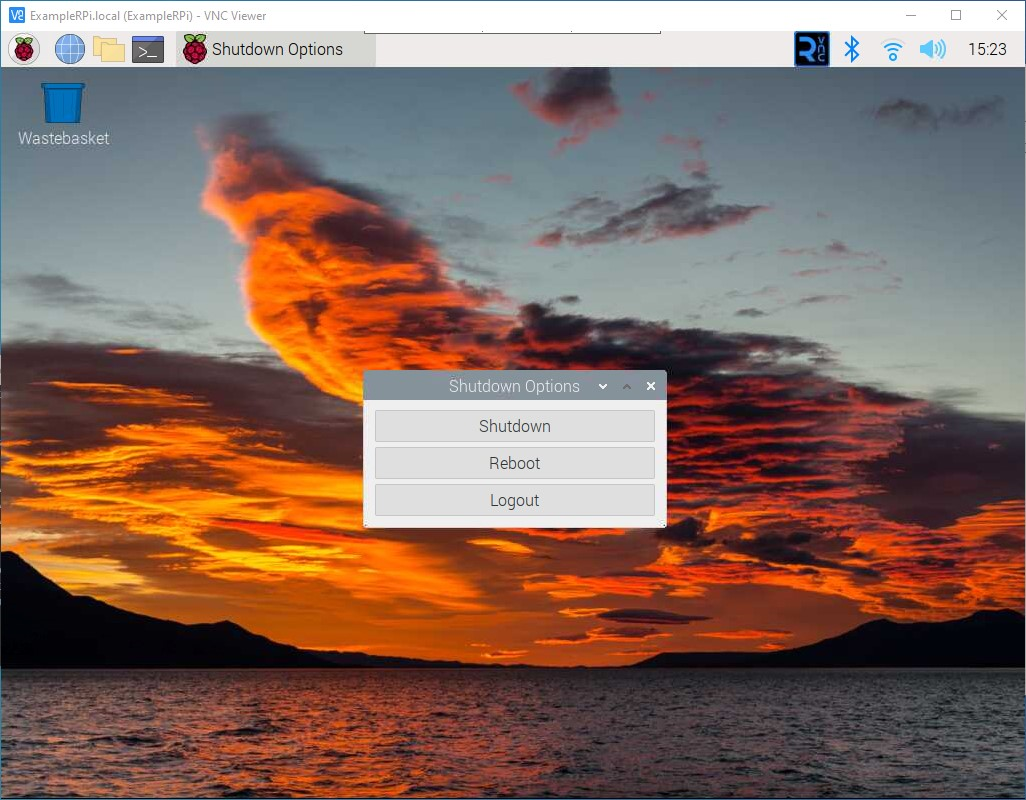 ExampleRPi.local (ExampleRPi) - VNC Viewer
Shutdown Options
15:23
Wastebasket
Shutdown Options
Shutdown
Reboot
Logout